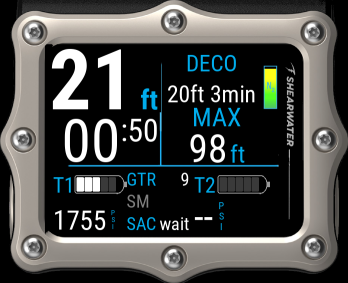 21 ft
00:50
DECO
20ft 3min
MAX
98 ft
N₂
SHEARWATER
T1
GTR 9
T2
SM
1755 PSI
SAC wait
-- PSI